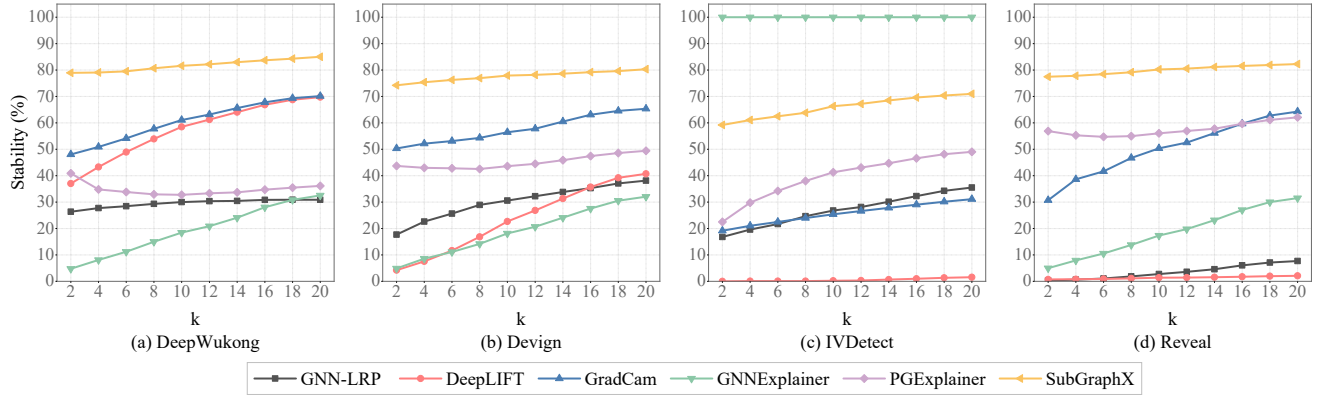 Stability (%)
100 90 80 70 60 50 40 30 20 10 0
2 4 6 8 10 12 14 16 18 20
k
(a) DeepWukong
100 90 80 70 60 50 40 30 20 10 0
2 4 6 8 10 12 14 16 18 20
k
(b) Devign
100 90 80 70 60 50 40 30 20 10 0
2 4 6 8 10 12 14 16 18 20
k
(c) IVDetect
100 90 80 70 60 50 40 30 20 10 0
2 4 6 8 10 12 14 16 18 20
k
(d) Reveal
GNN-LRP DeepLIFT GradCam GNNExplainer PGExplainer SubGraphX